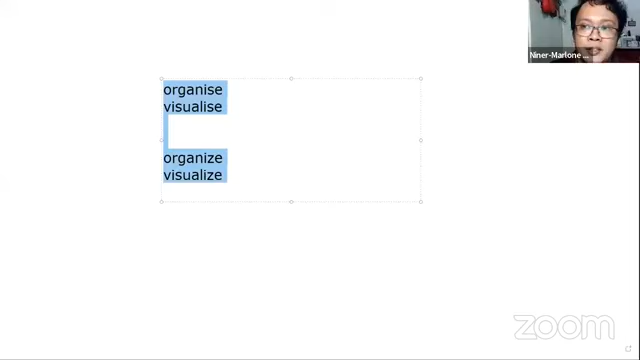 Niner-Marlone ...
organise
visualise
organize
visualize
zoom